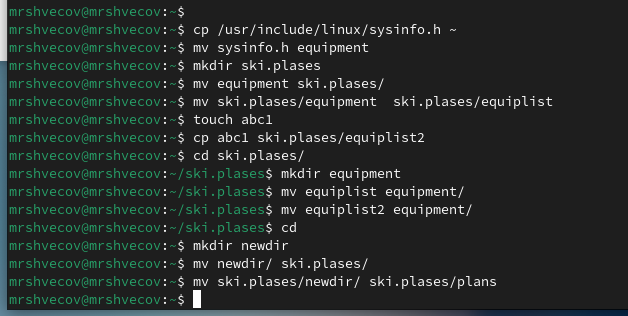 mrshvecov@mrshvecov:~$
mrshvecov@mrshvecov:~$ cp /usr/include/linux/sysinfo.h ~
mrshvecov@mrshvecov:~$ mv sysinfo.h equipment
mrshvecov@mrshvecov:~$ mkdir ski.plases
mrshvecov@mrshvecov:~$ mv equipment ski.plases/
mrshvecov@mrshvecov:~$ mv ski.plases/equipment  ski.plases/equiplist
mrshvecov@mrshvecov:~$ touch abc1
mrshvecov@mrshvecov:~$ cp abc1 ski.plases/equiplist2
mrshvecov@mrshvecov:~$ cd ski.plases/
mrshvecov@mrshvecov:~/ski.plases$ mkdir equipment
mrshvecov@mrshvecov:~/ski.plases$ mv equiplist equipment/
mrshvecov@mrshvecov:~/ski.plases$ mv equiplist2 equipment/
mrshvecov@mrshvecov:~/ski.plases$ cd
mrshvecov@mrshvecov:~$ mkdir newdir
mrshvecov@mrshvecov:~$ mv newdir/ ski.plases/
mrshvecov@mrshvecov:~$ mv ski.plases/newdir/ ski.plases/plans
mrshvecov@mrshvecov:~$